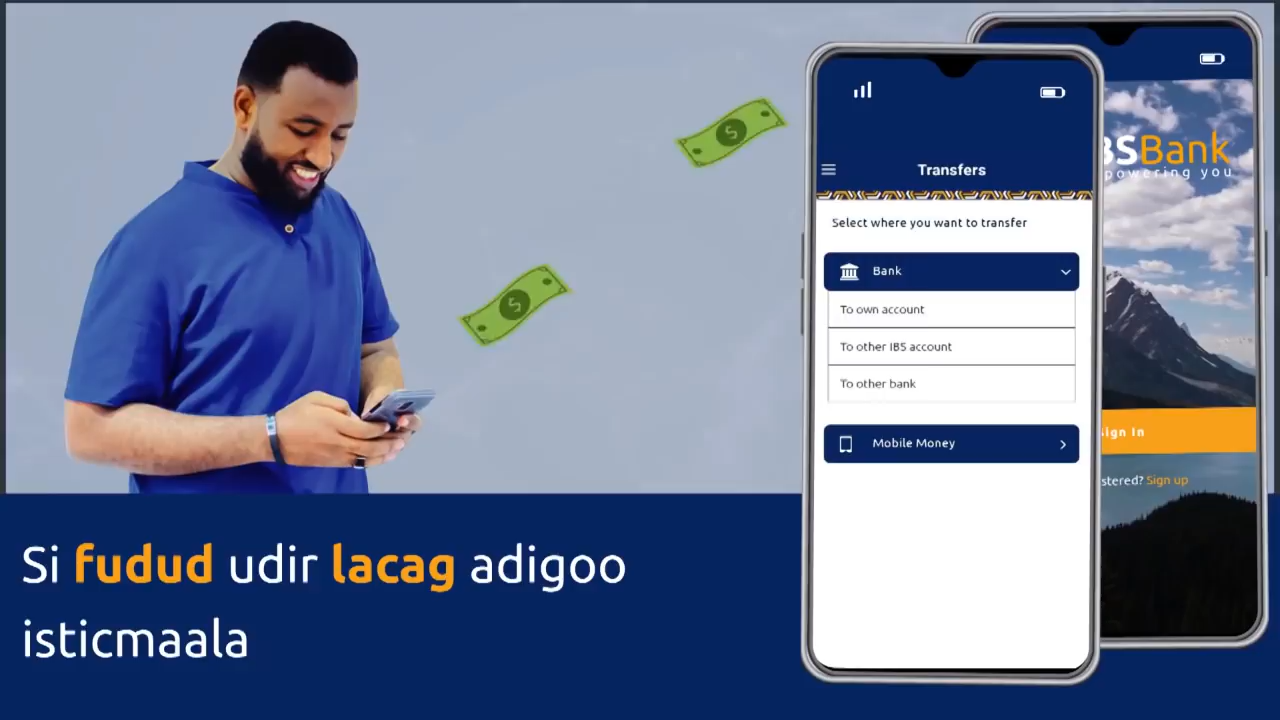 Transfers
Select where you want to transfer
Bank
To own account
To other IBS account
To other bank
Mobile Money
BSBank
powering you
Sign In
stered? Sign up
Si fudud udir lacag adigoo
isticmaala